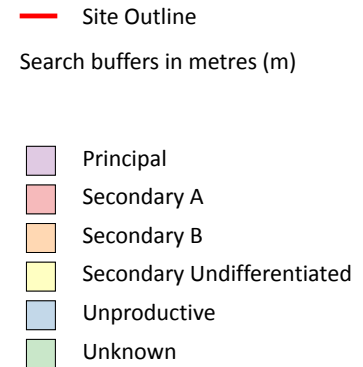 Site Outline
Search buffers in metres (m)
Principal
Secondary A
Secondary B
Secondary Undifferentiated
Unproductive
Unknown